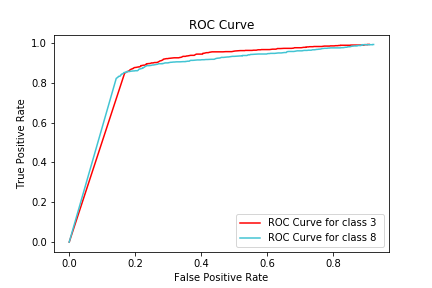 ROC Curve
1.0
0.8
0.6
0.4
0.2
0.0
True Positive Rate
ROC Curve for class 3
ROC Curve for class 8
0.0 0.2 0.4 0.6 0.8
False Positive Rate